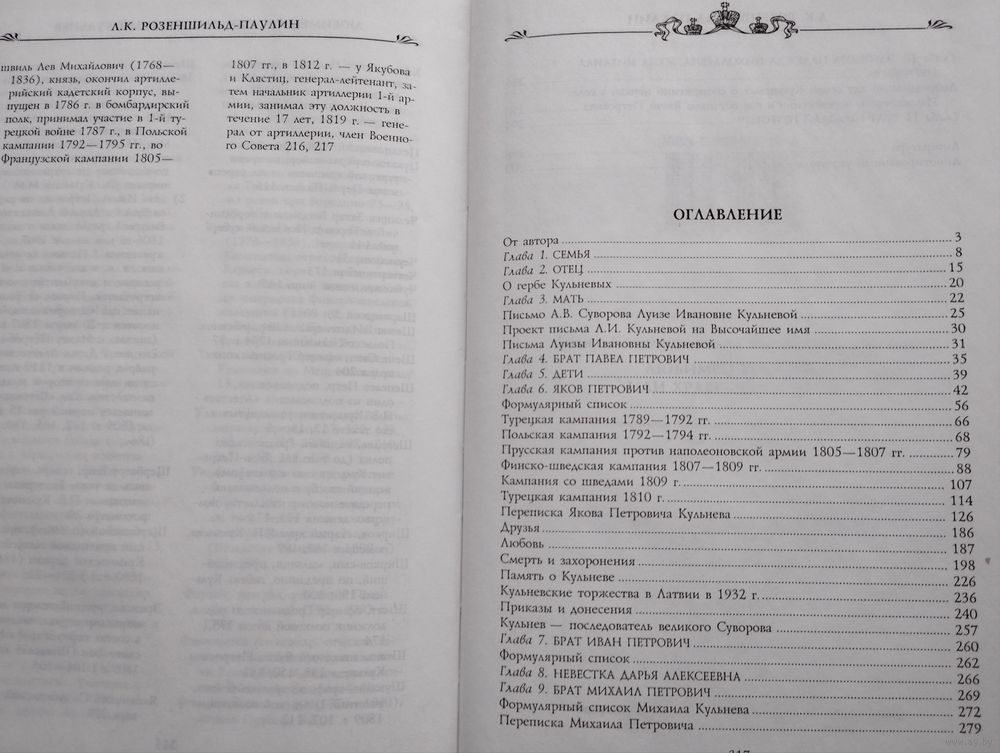 Л.К. РОЗЕНШИЛЬД-ПАУЛИН
швиль Лев Михайлович (1768—
1836), князь, окончил артилле-
рийский кадетский корпус, вы-
пущен в 1786 г. в бомбардирский
полк, принимал участие в 1-й ту-
рецкой войне 1787 г., в Польской
кампании 1792—1795 гг., во
Французской кампании 1805—
1807 гг., в 1812 г. — у Якубова
и Клястиц, генерал-лейтенант, за-
тем начальник артиллерии 1-й ар-
мии, занимал эту должность в
течение 17 лет, 1819 г. — гене-
рал от артиллерии, член Военно-
го Совета 216, 217
ОГЛАВЛЕНИЕ
От автора 3
Глава 1. СЕМЬЯ 8
Глава 2. ОТЕЦ 15
О гербе Кульневых 20
Глава 3. МАТЬ 22
Письмо А.В. Суворова Луизе Ивановне Кульневой 25
Проект письма Л.И. Кульневой на Высочайшее имя 30
Письма Луизы Ивановны Кульневой 31
Глава 4. БРАТ ПАВЕЛ ПЕТРОВИЧ 35
Глава 5. ДЕТИ 39
Глава 6. ЯКОВ ПЕТРОВИЧ 42
Формулярный список 56
Турецкая кампания 1789—1792 гг. 66
Польская кампания 1792—1794 гг. 68
Прусская кампания против наполеоновской армии 1805—1807 гг. 79
Финско-шведская кампания 1807—1809 гг. 88
Кампания со шведами 1809 г. 107
Турецкая кампания 1810 г. 114
Переписка Якова Петровича Кульнева 126
Друзья 186
Любовь 187
Смерть и захоронения 198
Память о Кульневе 226
Кульневские торжества в Латвии в 1932 г. 236
Приказы и донесения 240
Кульнев — последователь великого Суворова 257
Глава 7. БРАТ ИВАН ПЕТРОВИЧ 260
Формулярный список 262
Глава 8. НЕВЕСТКА ДАРЬЯ АЛЕКСЕЕВНА 266
Глава 9. БРАТ МИХАИЛ ПЕТРОВИЧ 269
Формулярный список Михаила Кульнева 272
Переписка Михаила Петровича 279